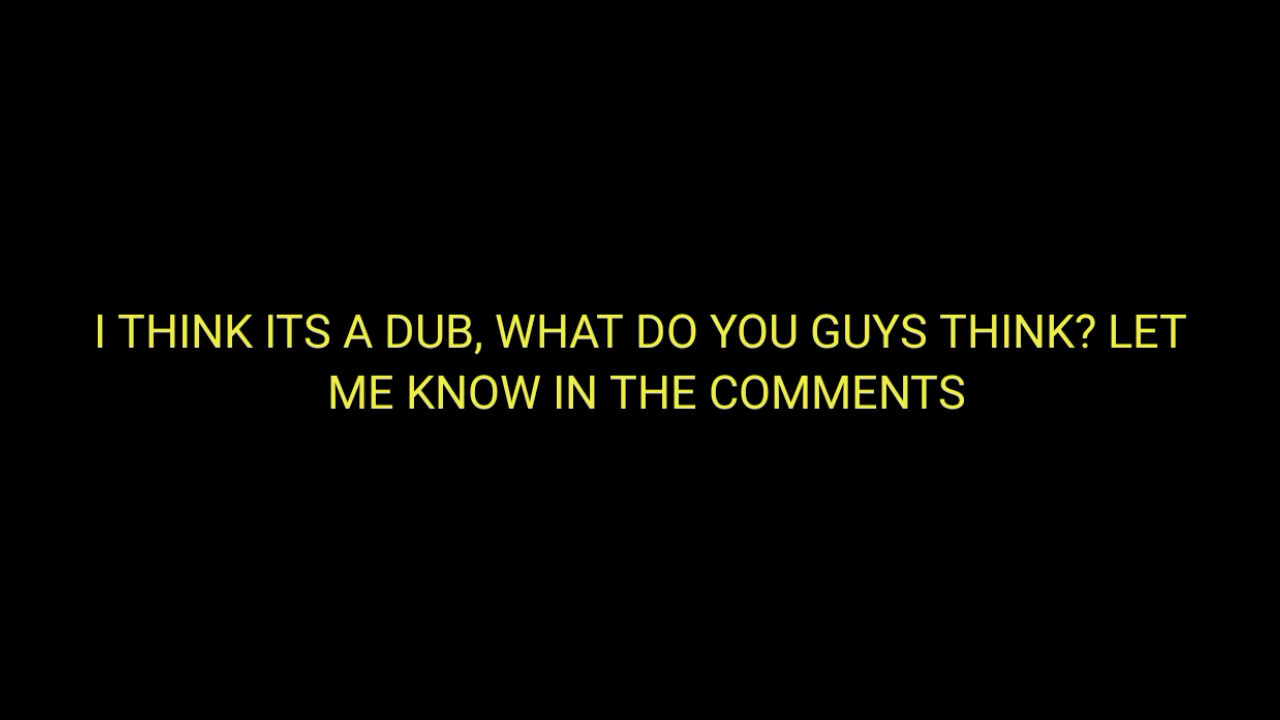 I THINK ITS A DUB, WHAT DO YOU GUYS THINK? LET
ME KNOW IN THE COMMENTS